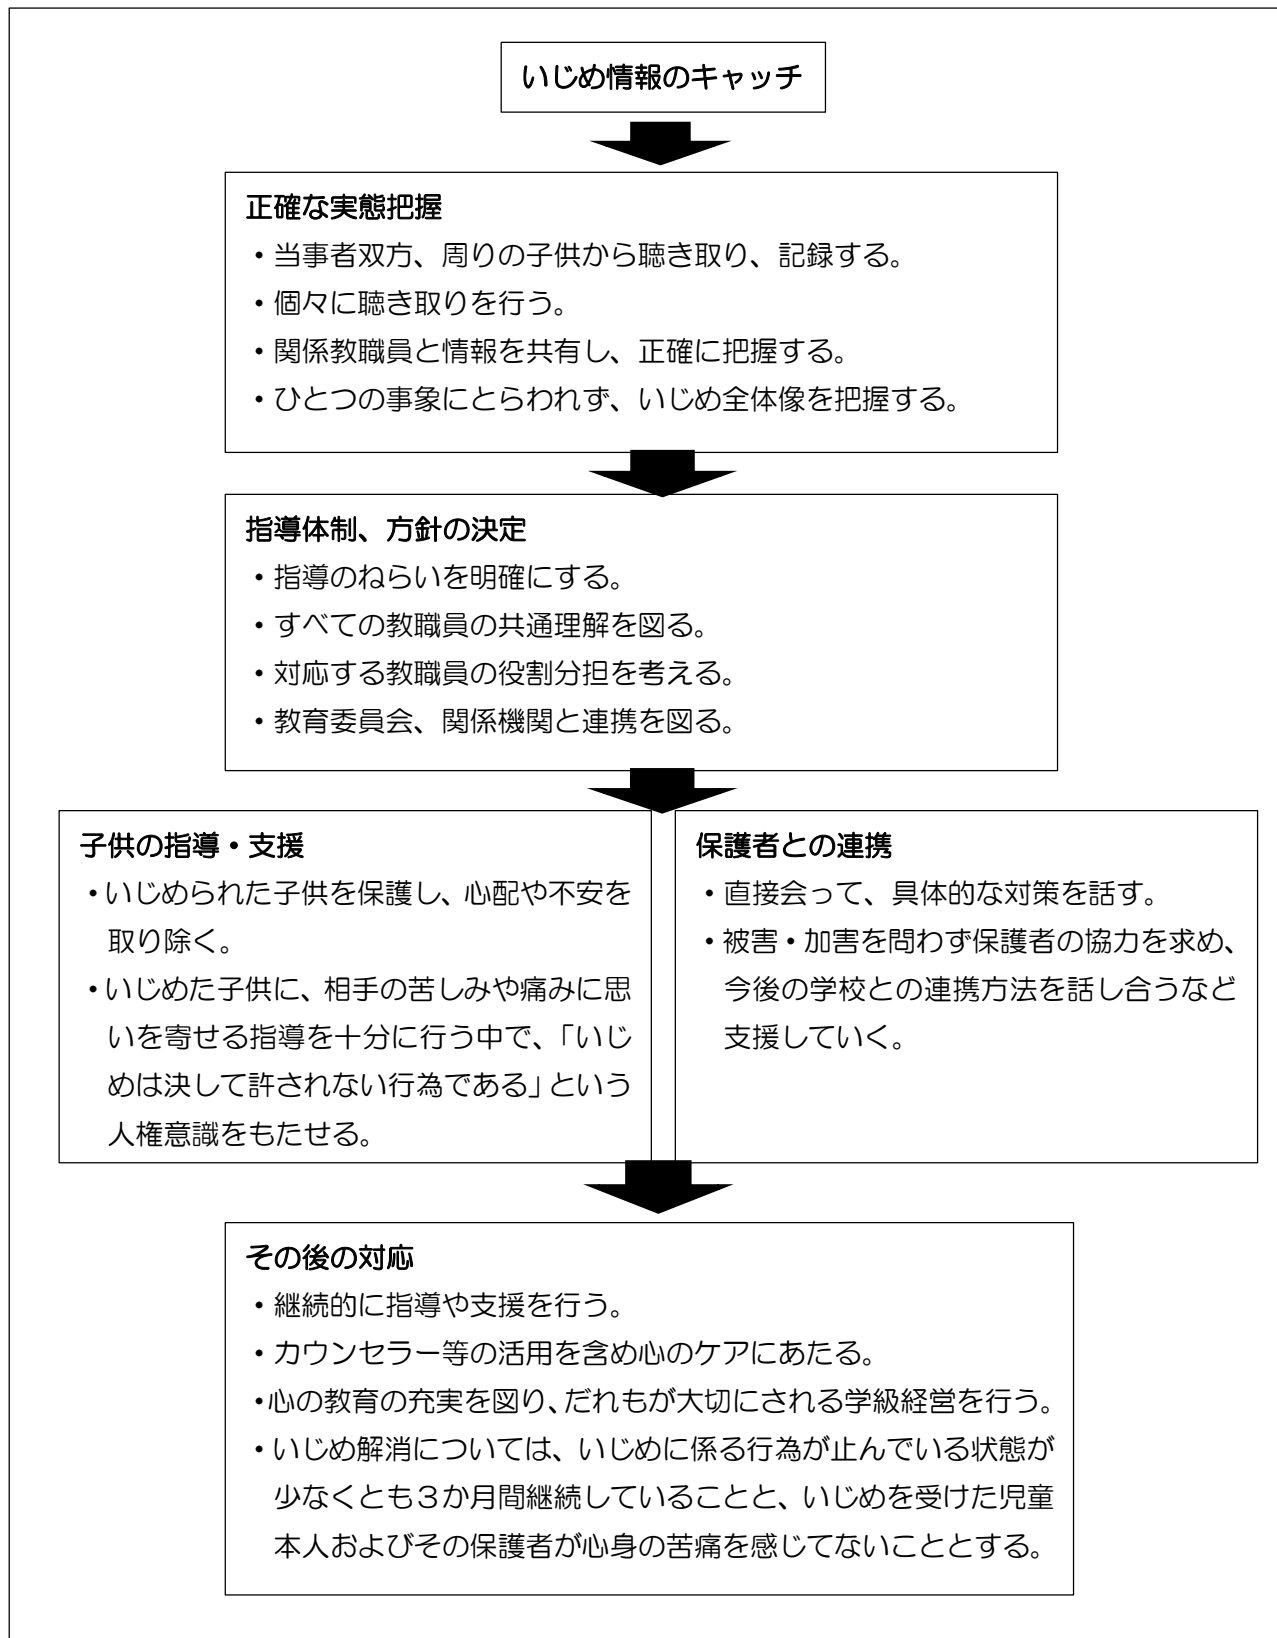 いじめ情報のキャッチ
正確な実態把握
・当事者双方、周りの子供から聴き取り、記録する。
・個々に聴き取りを行う。
・関係教職員と情報を共有し、正確に把握する。
・ひとつの事象にとらわれず、いじめ全体像を把握する。
指導体制、方針の決定
・指導のねらいを明確にする。
・すべての教職員の共通理解を図る。
・対応する教職員の役割分担を考える。
・教育委員会、関係機関と連携を図る。
子供の指導・支援
・いじめられた子供を保護し、心配や不安を
取り除く。
・いじめた子供に、相手の苦しみや痛みに思
いを寄せる指導を十分に行う中で、「いじ
めは決して許されない行為である」という
人権意識をもたせる。
保護者との連携
・直接会って、具体的な対策を話す。
・被害・加害を問わず保護者の協力を求め、
今後の学校との連携方法を話し合うなど
支援していく。
その後の対応
・継続的に指導や支援を行う。
・カウンセラー等の活用を含め心のケアにあたる。
・心の教育の充実を図り、だれもが大切にされる学級経営を行う。
・いじめ解消については、いじめに係る行為が止んでいる状態が
少なくとも３か月間継続していることと、いじめを受けた児童
本人およびその保護者が心身の苦痛を感じてないこととする。